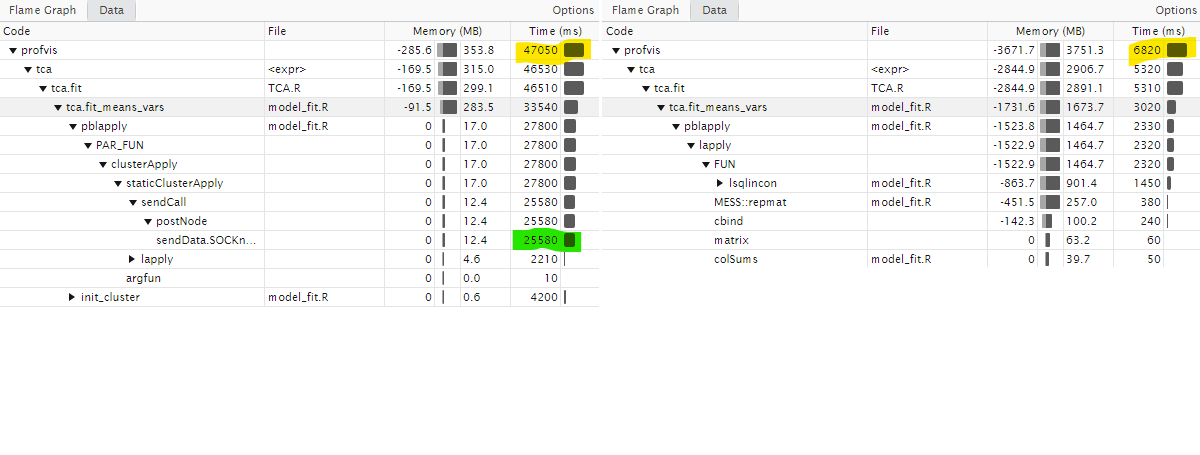 Flame Graph Data Options
Code File Memory (MB) Time (ms)
▼ profvis -285.6 353.8 47050
▼ tca <expr> -169.5 315.0 46530
▼ tca.fit TCA.R -169.5 299.1 46510
▼ tca.fit_means_vars model_fit.R -91.5 283.5 33540
▼ pblapply model_fit.R 0 17.0 27800
▼ PAR_FUN 0 17.0 27800
▼ clusterApply 0 17.0 27800
▼ staticClusterApply 0 17.0 27800
▼ sendCall 0 12.4 25580
▼ postNode 0 12.4 25580
sendData.SOCKn... 0 12.4 25580
▶ lapply 0 4.6 2210
argfun 0 0.0 10
▶ init_cluster model_fit.R 0 0.6 4200
Flame Graph Data Options
Code File Memory (MB) Time (ms)
▼ profvis -3671.7 3751.3 6820
▼ tca <expr> -2844.9 2906.7 5320
▼ tca.fit TCA.R -2844.9 2891.1 5310
▼ tca.fit_means_vars model_fit.R -1731.6 1673.7 3020
▼ pblapply model_fit.R -1523.8 1464.7 2330
▼ lapply -1522.9 1464.7 2320
▼ FUN -1522.9 1464.7 2320
▶ lsqlincon model_fit.R -863.7 901.4 1450
MESS::repmat model_fit.R -451.5 257.0 380
cbind -142.3 100.2 240
matrix 0 63.2 60
colSums model_fit.R 0 39.7 50